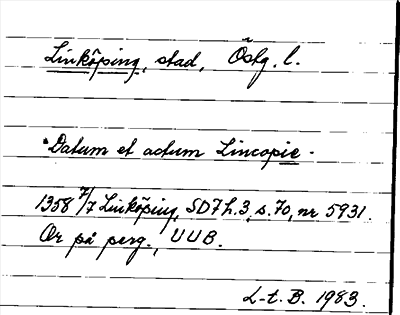 Linköping, stad, Östg. l.
"Datum et actum Lincopie -
1358 7/7 Linköping, SD7h.3, s.70, nr 5931.
Or på perg., UUB.
L-t. B. 1983.